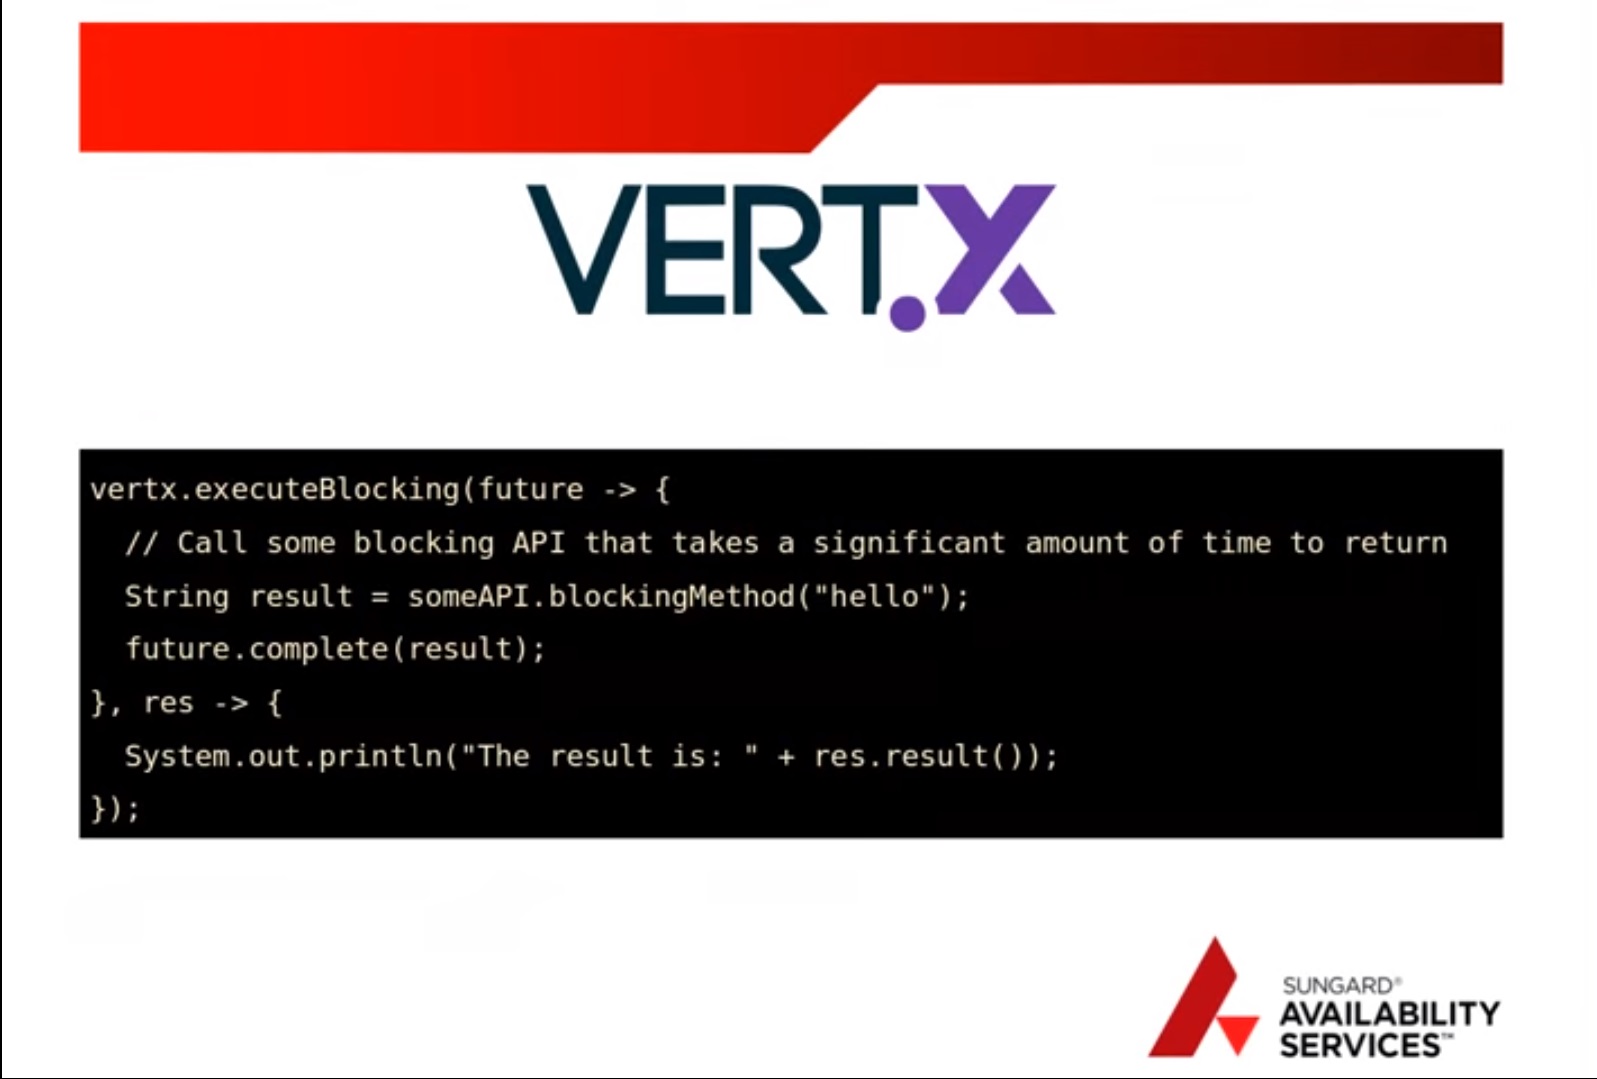 VERT.X
vertx.executeBlocking(future -> {
  // Call some blocking API that takes a significant amount of time to return
  String result = someAPI.blockingMethod("hello");
  future.complete(result);
}, res -> {
  System.out.println("The result is: " + res.result());
});
SUNGARD®
AVAILABILITY
SERVICES™